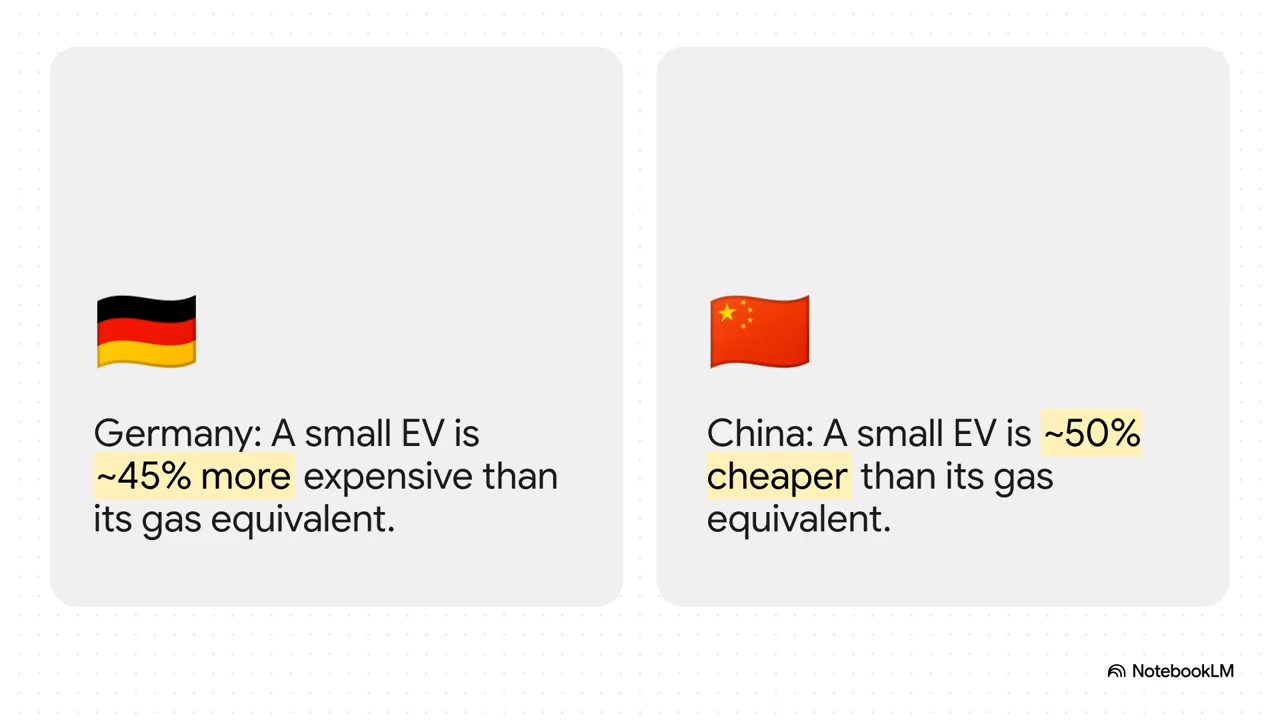 Germany: A small EV is
~45% more expensive than
its gas equivalent.
China: A small EV is ~50%
cheaper than its gas
equivalent.
NotebookLM